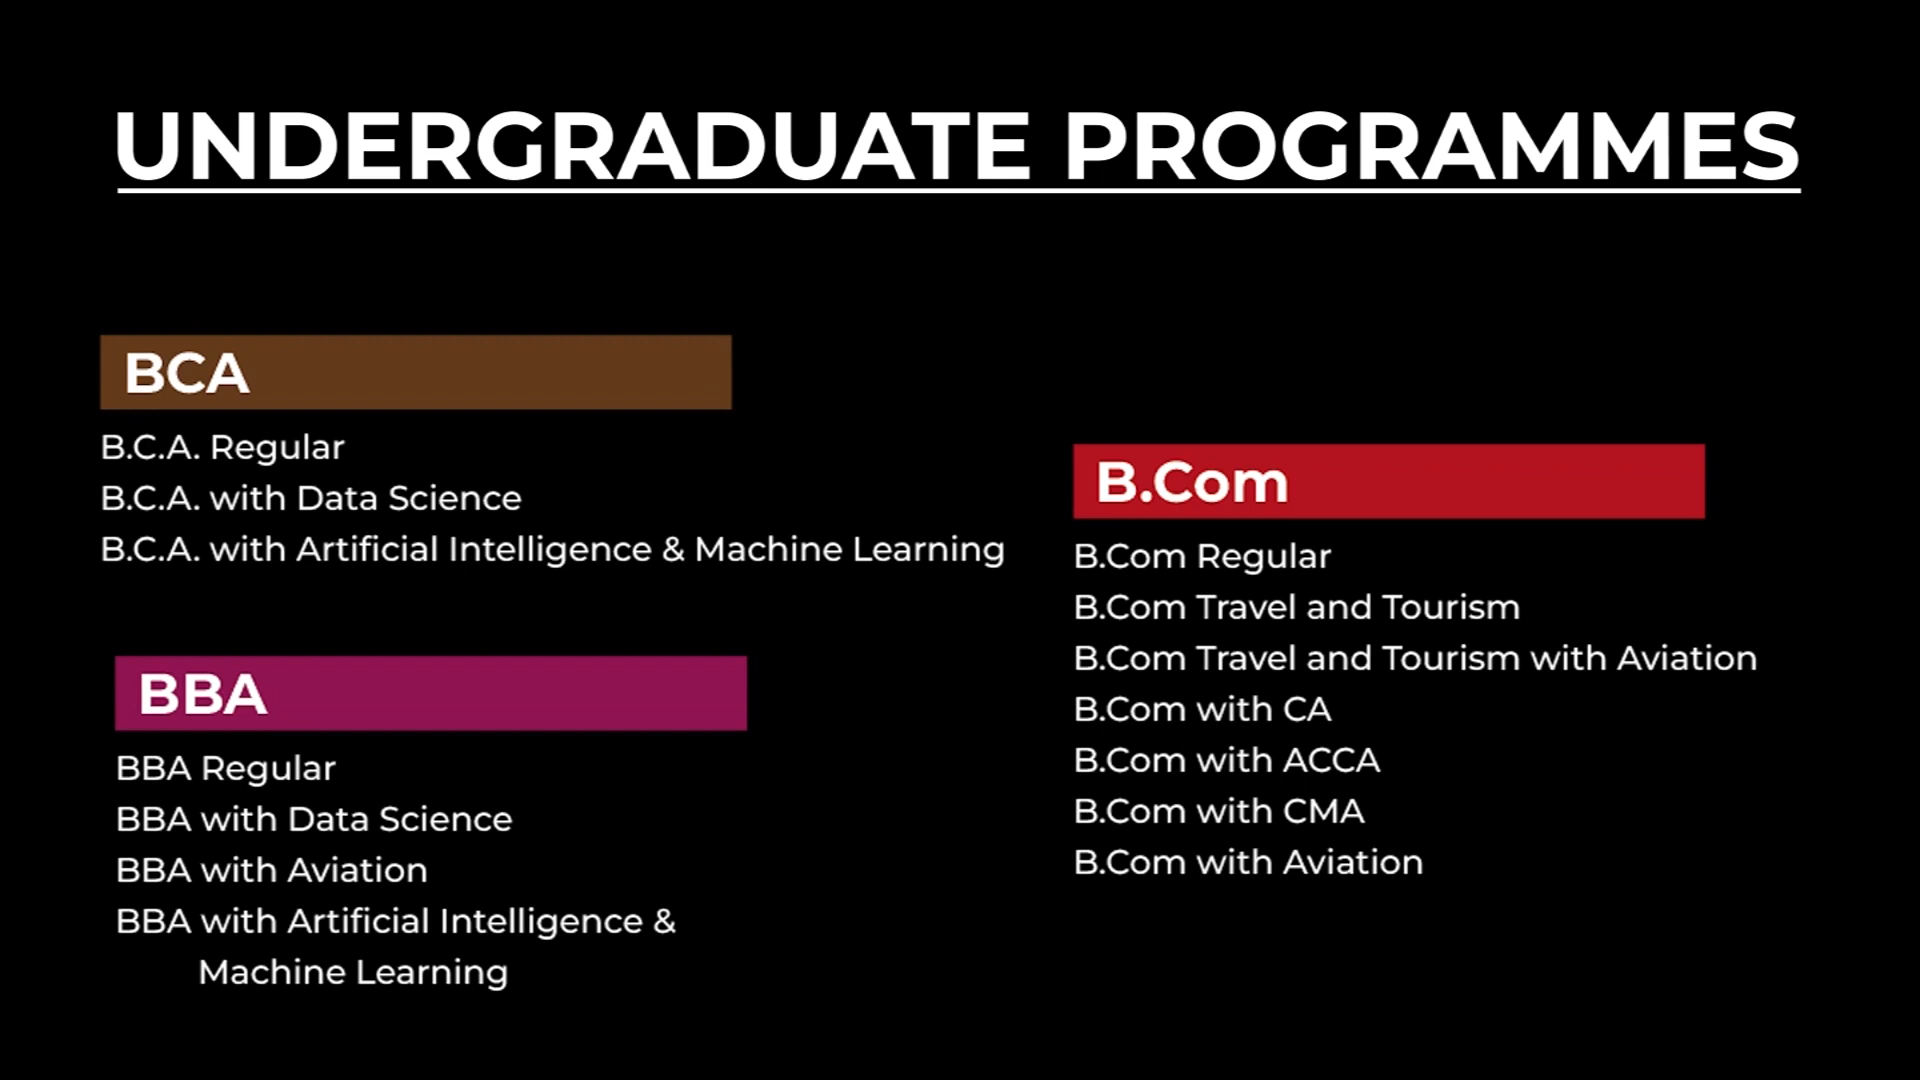 UNDERGRADUATE PROGRAMMES
BCA
B.C.A. Regular
B.C.A. with Data Science
B.C.A. with Artificial Intelligence & Machine Learning
BBA
BBA Regular
BBA with Data Science
BBA with Aviation
BBA with Artificial Intelligence &
Machine Learning
B.Com
B.Com Regular
B.Com Travel and Tourism
B.Com Travel and Tourism with Aviation
B.Com with CA
B.Com with ACCA
B.Com with CMA
B.Com with Aviation